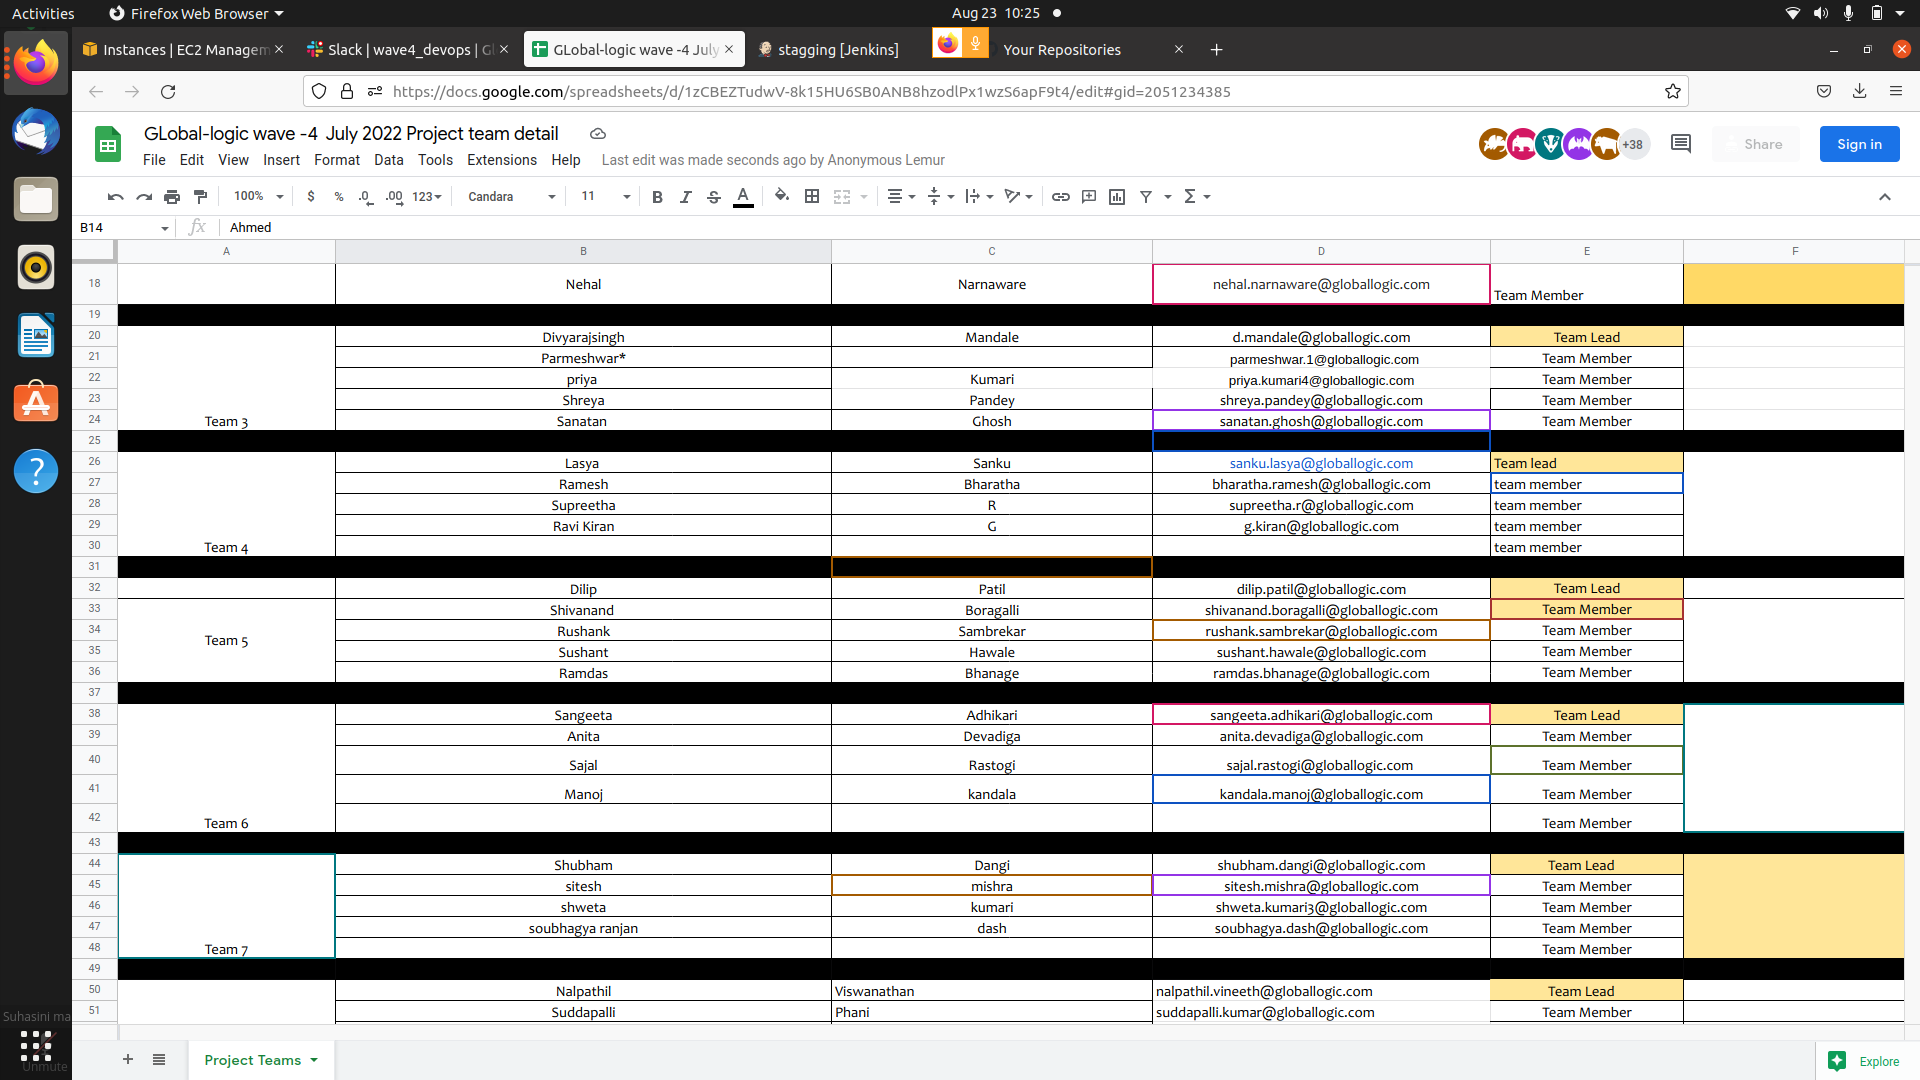 Activities Firefox Web Browser Aug 23 10:25
Instances | EC2 Managem Slack | wave4_devops | Gl GLobal-logic wave -4 July stagging [Jenkins] Your Repositories
https://docs.google.com/spreadsheets/d/1zCBEZTudwV-8k15HU6SB0ANB8hzodlPx1wzS6apF9t4/edit#gid=2051234385
GLobal-logic wave -4 July 2022 Project team detail +38 Share Sign in
File Edit View Insert Format Data Tools Extensions Help Last edit was made seconds ago by Anonymous Lemur
100% $ % .0 .00 123 Candara 11 B I S A
B14 fx Ahmed
A B C D E F
18 Nehal Narnaware nehal.narnaware@globallogic.com Team Member
19
20 Divyarajsingh Mandale d.mandale@globallogic.com Team Lead
21 Parmeshwar* parmeshwar.1@globallogic.com Team Member
22 priya Kumari priya.kumari4@globallogic.com Team Member
23 Shreya Pandey shreya.pandey@globallogic.com Team Member
24 Team 3 Sanatan Ghosh sanatan.ghosh@globallogic.com Team Member
25
26 Lasya Sanku sanku.lasya@globallogic.com Team lead
27 Ramesh Bharatha bharatha.ramesh@globallogic.com team member
28 Supreetha R supreetha.r@globallogic.com team member
29 Ravi Kiran G g.kiran@globallogic.com team member
30 Team 4 team member
31
32 Dilip Patil dilip.patil@globallogic.com Team Lead
33 Shivanand Boragalli shivanand.boragalli@globallogic.com Team Member
34 Team 5 Rushank Sambrekar rushank.sambrekar@globallogic.com Team Member
35 Sushant Hawale sushant.hawale@globallogic.com Team Member
36 Ramdas Bhanage ramdas.bhanage@globallogic.com Team Member
37
38 Sangeeta Adhikari sangeeta.adhikari@globallogic.com Team Lead
39 Anita Devadiga anita.devadiga@globallogic.com Team Member
40 Sajal Rastogi sajal.rastogi@globallogic.com Team Member
41 Manoj kandala kandala.manoj@globallogic.com Team Member
42 Team 6 Team Member
43
44 Shubham Dangi shubham.dangi@globallogic.com Team Lead
45 sitesh mishra sitesh.mishra@globallogic.com Team Member
46 shweta kumari shweta.kumari3@globallogic.com Team Member
47 soubhagya ranjan dash soubhagya.dash@globallogic.com Team Member
48 Team 7 Team Member
49
50 Nalpathil Viswanathan nalpathil.vineeth@globallogic.com Team Lead
51 Suddapalli Phani suddapalli.kumar@globallogic.com Team Member
Suhasini ma
Unmute
Project Teams Explore